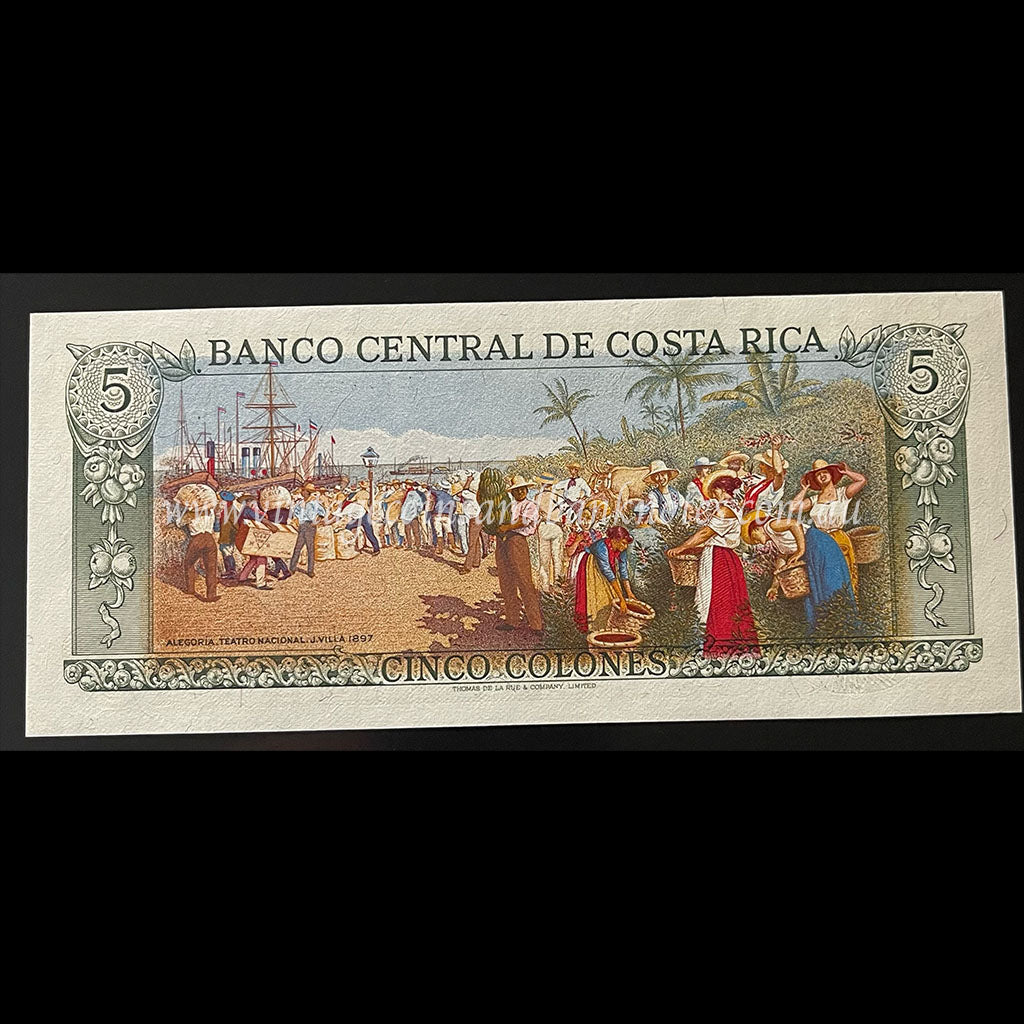 BANCO CENTRAL DE COSTA RICA
5
5
ALEGORIA. TEATRO NACIONAL. J. VILLA 1897
CINCO COLONES
THOMAS DE LA RUE & COMPANY, LIMITED